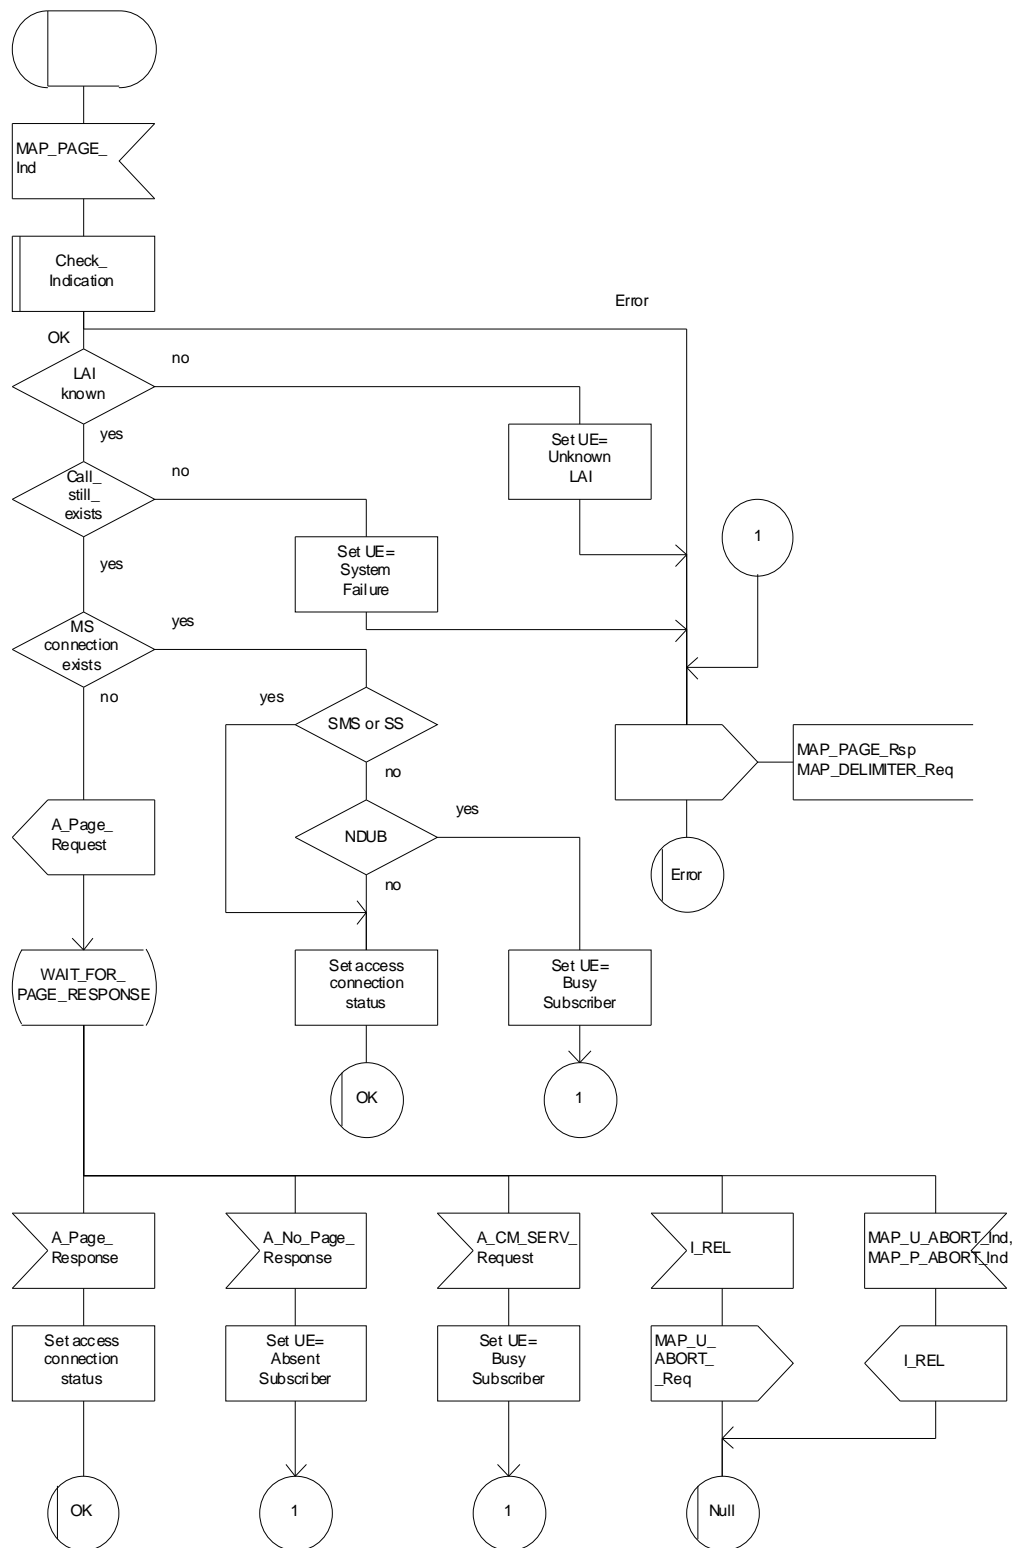 MAP_PAGE_
Ind
Check_
Indication
Error
OK
no
LAI
known
yes
Set UE=
Unknown
LAI
no
Call_
still_
exists
1
yes
Set UE=
System
Failure
yes
MS
connection
exists
no
yes
SMS or SS
no
MAP_PAGE_Rsp
MAP_DELIMITER_Req
yes
A_Page_
Request
NDUB
no
Error
WAIT_FOR_
PAGE_RESPONSE
Set access
connection
status
Set UE=
Busy
Subscriber
OK
1
A_Page_
Response
A_No_Page_
Response
A_CM_SERV_
Request
I_REL
MAP_U_ABORT_Ind,
MAP_P_ABORT_Ind
Set access
connection
status
Set UE=
Absent
Subscriber
Set UE=
Busy
Subscriber
MAP_U_
ABORT_
_Req
I_REL
OK
1
1
Null